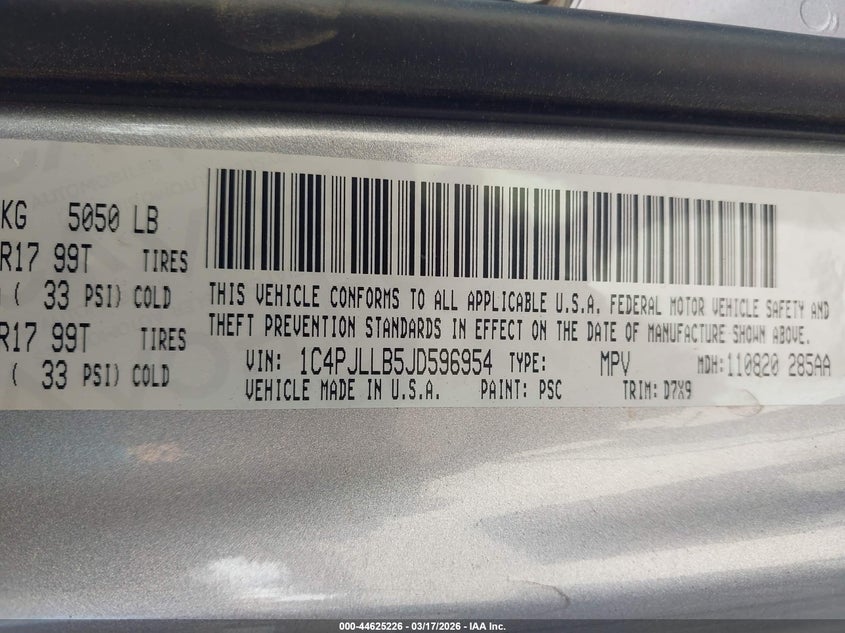 KG 5050 LB
R17 99T TIRES
( 33 PSI) COLD
R17 99T TIRES
( 33 PSI) COLD
THIS VEHICLE CONFORMS TO ALL APPLICABLE U.S.A. FEDERAL MOTOR VEHICLE SAFETY AND
THEFT PREVENTION STANDARDS IN EFFECT ON THE DATE OF MANUFACTURE SHOWN ABOVE.
VIN: 1C4PJLLB5JD596954 TYPE: MPV MDH: 110820 285AA
VEHICLE MADE IN U.S.A. PAINT: PSC TRIM: D7X9
000-44625226 - 03/17/2026 - IAA Inc.